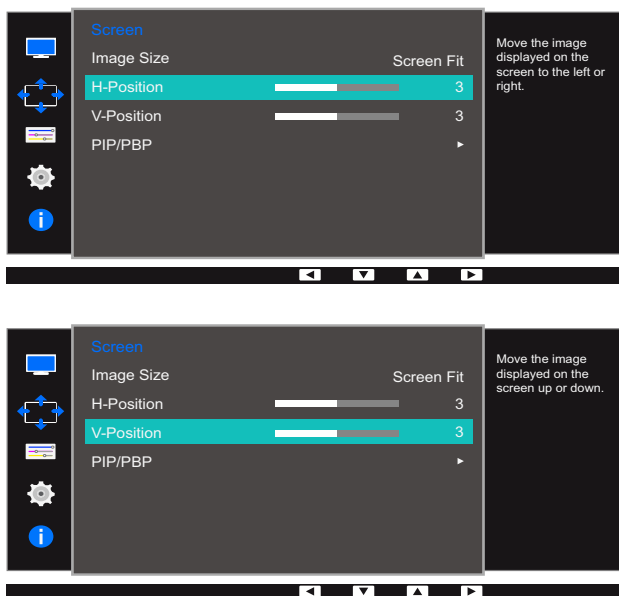 Screen
Image Size Screen Fit
H-Position 3
V-Position 3
PIP/PBP
Move the image
displayed on the
screen to the left or
right.
Screen
Image Size Screen Fit
H-Position 3
V-Position 3
PIP/PBP
Move the image
displayed on the
screen up or down.